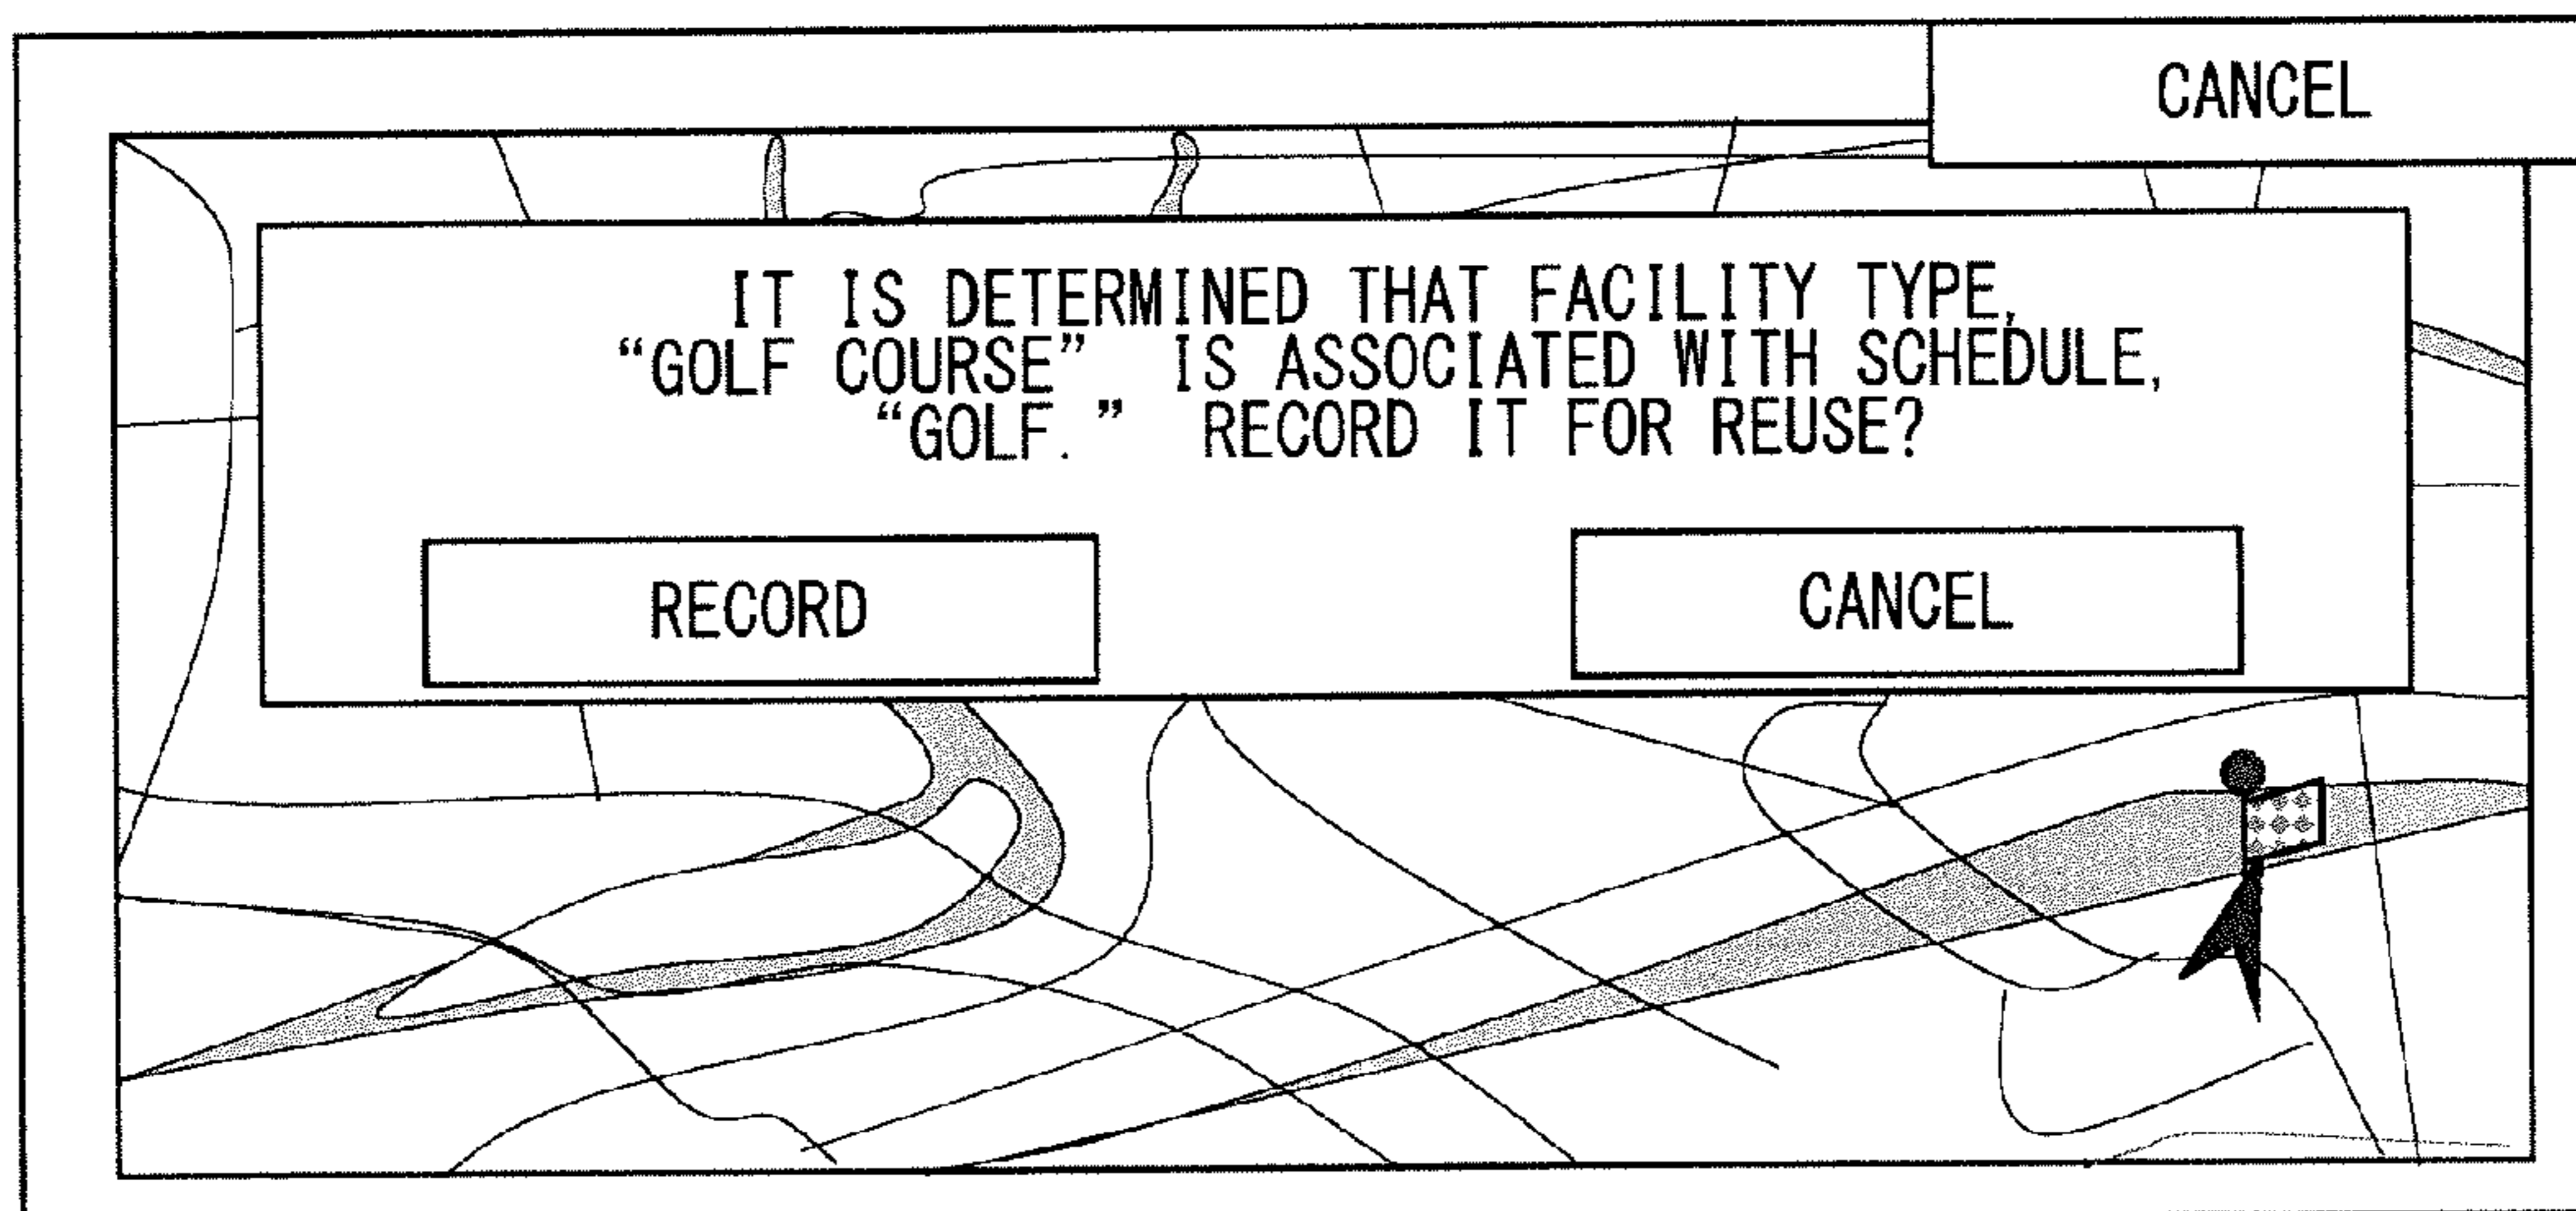 CANCEL
IT IS DETERMINED THAT FACILITY TYPE,
“GOLF COURSE” IS ASSOCIATED WITH SCHEDULE,
“GOLF.” RECORD IT FOR REUSE?
RECORD CANCEL